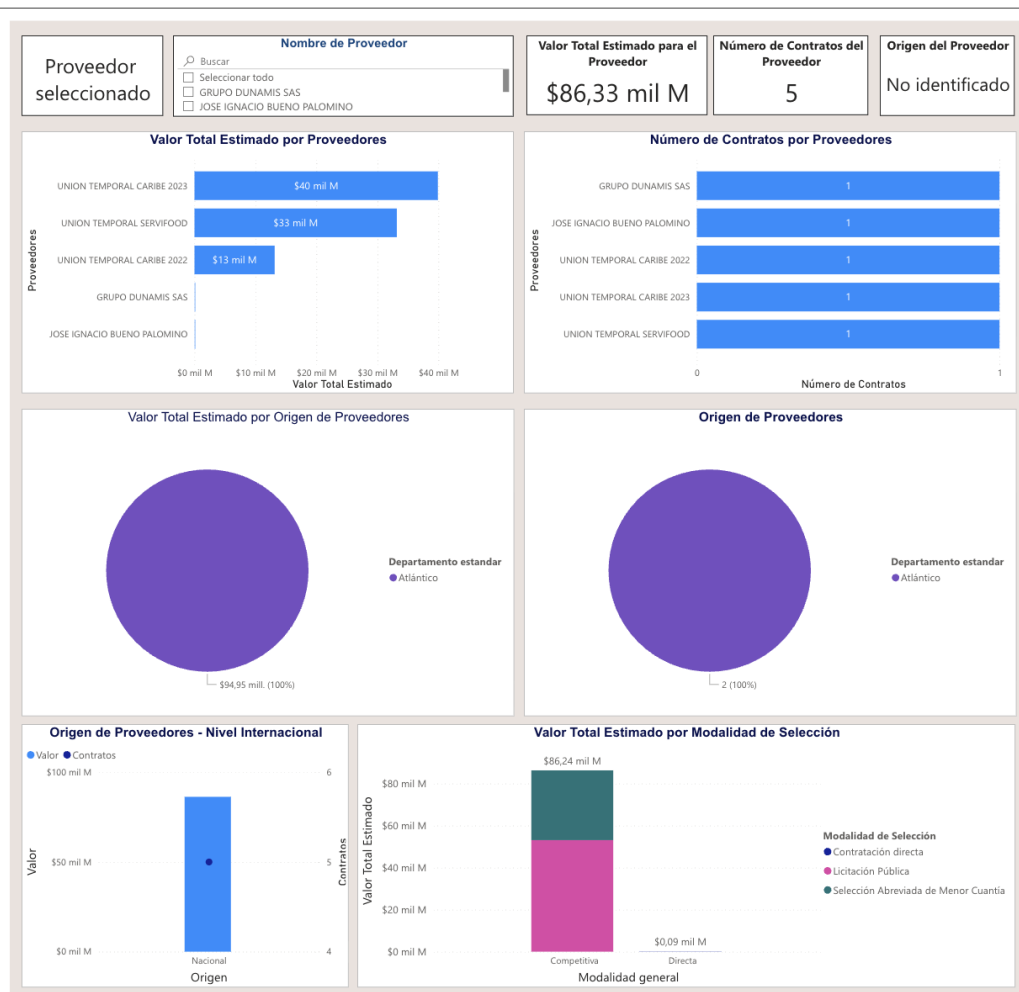 Proveedor
seleccionado
Nombre de Proveedor
Buscar
Seleccionar todo
GRUPO DUNAMIS SAS
JOSE IGNACIO BUENO PALOMINO
Valor Total Estimado para el
Proveedor
$86,33 mil M
Número de Contratos del
Proveedor
5
Origen del Proveedor
No identificado
Valor Total Estimado por Proveedores
Proveedores
UNION TEMPORAL CARIBE 2023
$40 mil M
UNION TEMPORAL SERVIFOOD
$33 mil M
UNION TEMPORAL CARIBE 2022
$13 mil M
GRUPO DUNAMIS SAS
JOSE IGNACIO BUENO PALOMINO
$0 mil M $10 mil M $20 mil M $30 mil M $40 mil M
Valor Total Estimado
Número de Contratos por Proveedores
Proveedores
GRUPO DUNAMIS SAS
1
JOSE IGNACIO BUENO PALOMINO
1
UNION TEMPORAL CARIBE 2022
1
UNION TEMPORAL CARIBE 2023
1
UNION TEMPORAL SERVIFOOD
1
0 1
Número de Contratos
Valor Total Estimado por Origen de Proveedores
Departamento estandar
Atlántico
$94,95 mill. (100%)
Origen de Proveedores
Departamento estandar
Atlántico
2 (100%)
Origen de Proveedores - Nivel Internacional
Valor Contratos
$100 mil M
6
Valor
$50 mil M
5
Contratos
$0 mil M
4
Nacional
Origen
Valor Total Estimado por Modalidad de Selección
$86,24 mil M
Valor Total Estimado
$80 mil M
$60 mil M
$40 mil M
$20 mil M
$0 mil M
$0,09 mil M
Competitiva Directa
Modalidad general
Modalidad de Selección
Contratación directa
Licitación Pública
Selección Abreviada de Menor Cuantia